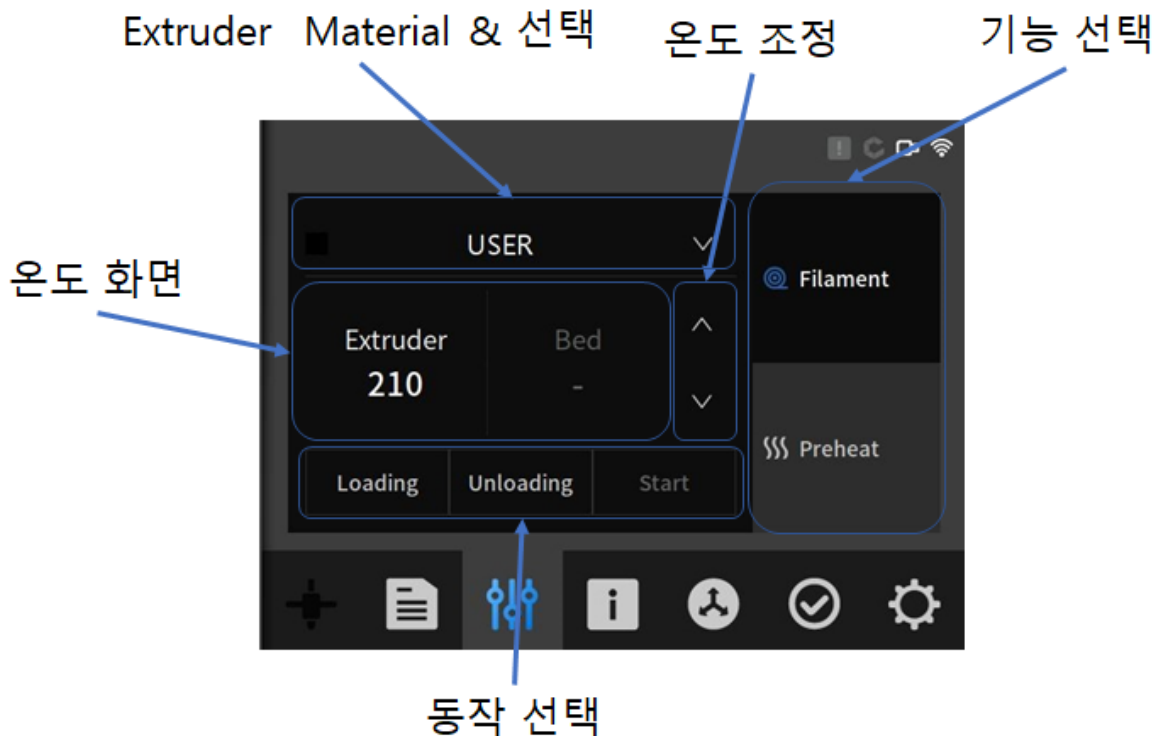 Extruder Material & 선택
온도 조정
기능 선택
USER
온도 화면
Filament
Extruder
Bed
210
-
Preheat
Loading
Unloading
Start
동작 선택